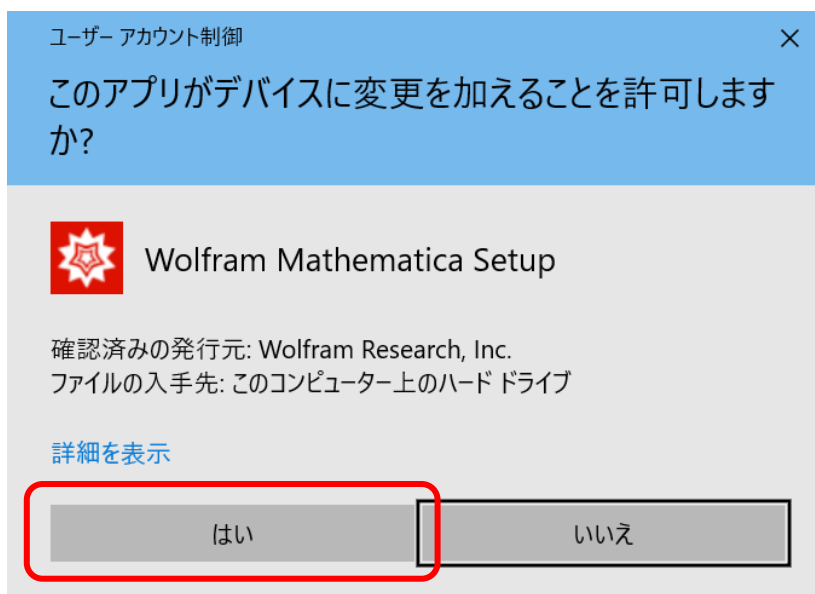 ユーザー アカウント制御
このアプリがデバイスに変更を加えることを許可します
か?
Wolfram Mathematica Setup
確認済みの発行元: Wolfram Research, Inc.
ファイルの入手先: このコンピューター上のハード ドライブ
詳細を表示
はい
いいえ